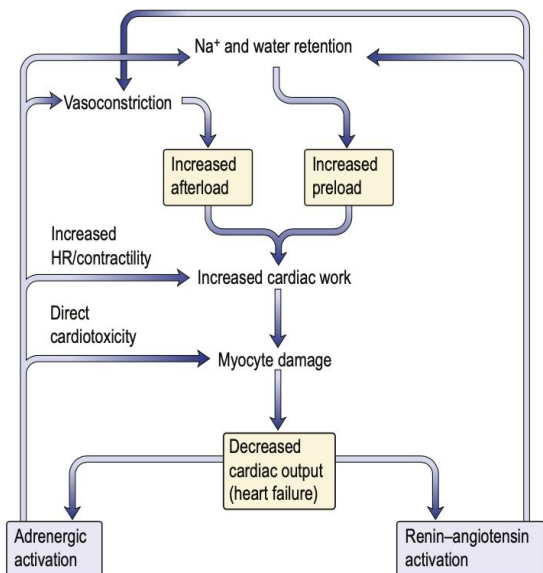 Na⁺ and water retention
Vasoconstriction
Increased
afterload
Increased
preload
Increased
HR/contractility
Increased cardiac work
Direct
cardiotoxicity
Myocyte damage
Decreased
cardiac output
(heart failure)
Adrenergic
activation
Renin–angiotensin
activation